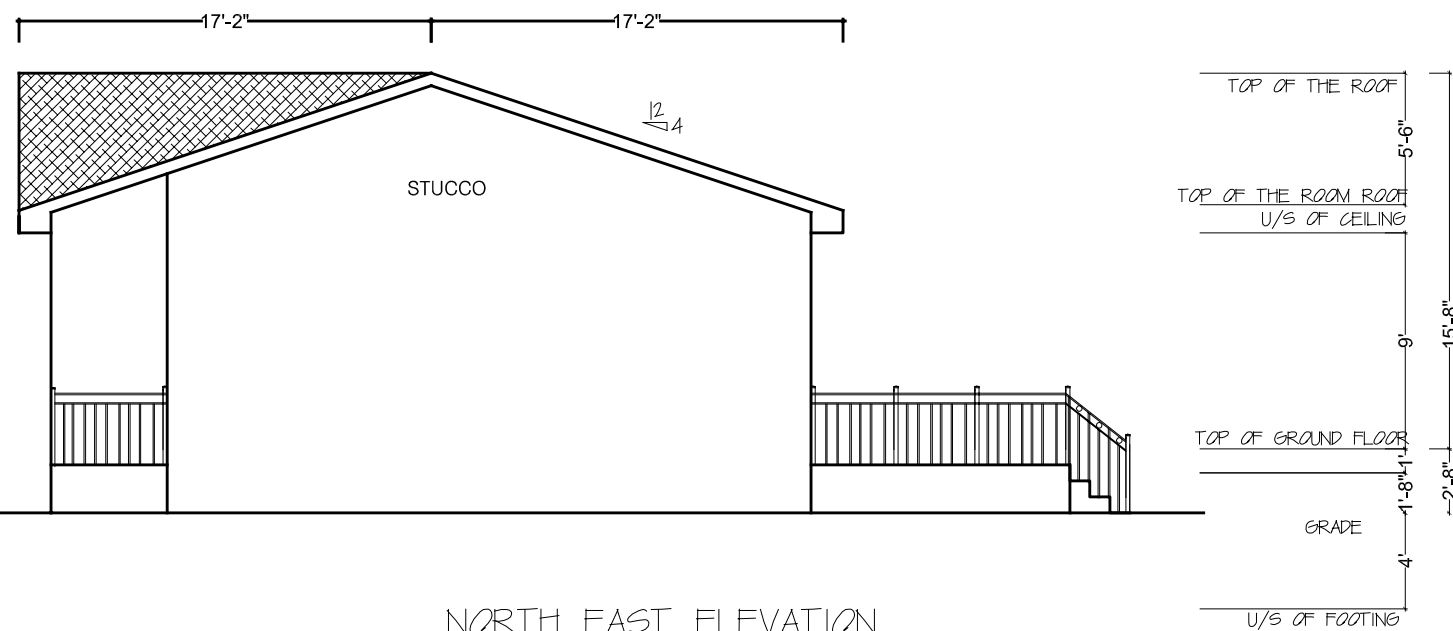 17'-2" 17'-2"
TOP OF THE ROOF
12
4
5'-6"
STUCCO
TOP OF THE ROOM ROOF
U/S OF CEILING
9'
15'-8"
TOP OF GROUND FLOOR
1'
1'-8"
2'-8"
GRADE
4'
NORTH EAST ELEVATION
U/S OF FOOTING